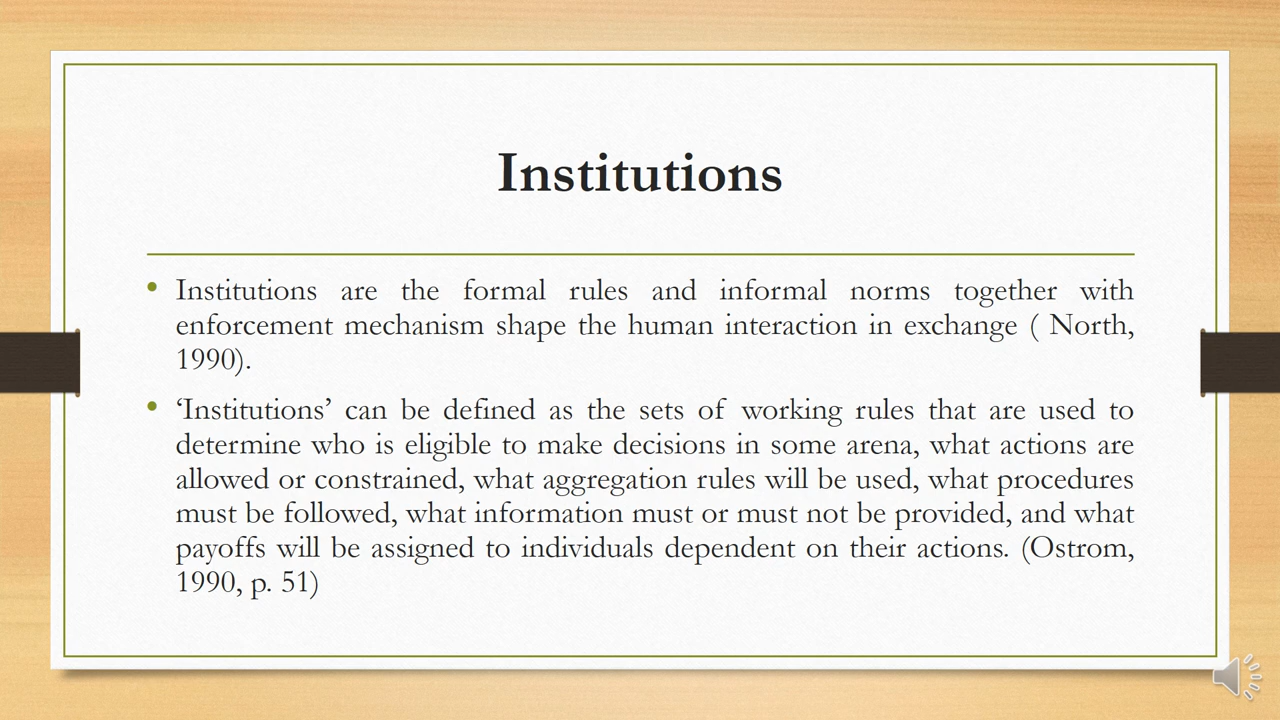 Institutions
• Institutions are the formal rules and informal norms together with
enforcement mechanism shape the human interaction in exchange ( North,
1990).
• ‘Institutions’ can be defined as the sets of working rules that are used to
determine who is eligible to make decisions in some arena, what actions are
allowed or constrained, what aggregation rules will be used, what procedures
must be followed, what information must or must not be provided, and what
payoffs will be assigned to individuals dependent on their actions. (Ostrom,
1990, p. 51)